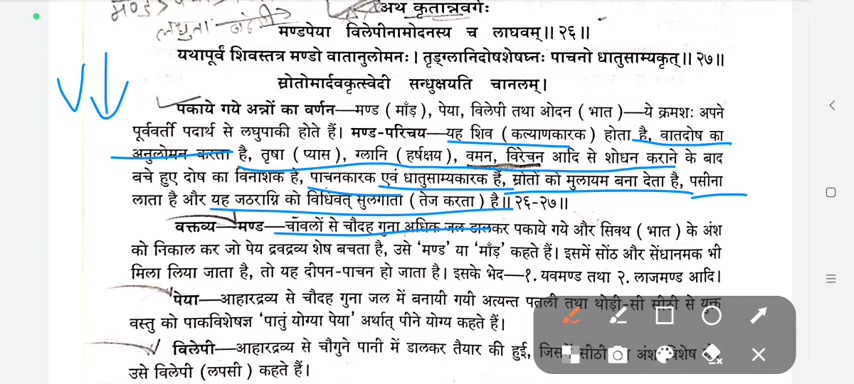 अथ कृतान्नवर्गः
मण्ड
लघुता
मण्डपेया विलेपीनामोदनस्य च लाघवम्॥२६॥
यथापूर्वं शिवस्तत्र मण्डो वातानुलोमनः। तृड्ग्लानिदोषशेषघ्नः पाचनो धातुसाम्यकृत्॥२७॥
स्रोतोमार्दवकृत्स्वेदी सन्धुक्षयति चानलम्।
पकाये गये अन्नों का वर्णन—मण्ड (माँड़), पेया, विलेपी तथा ओदन (भात)—ये क्रमशः अपने
पूर्ववर्ती पदार्थ से लघुपाकी होते हैं। मण्ड-परिचय—यह शिव (कल्याणकारक) होता है, वातदोष का
अनुलोमन करता है, तृषा (प्यास), ग्लानि (हर्षक्षय), वमन, विरेचन आदि से शोधन कराने के बाद
बचे हुए दोष का विनाशक है, पाचनकारक एवं धातुसाम्यकारक है, स्रोतों को मुलायम बना देता है, पसीना
लाता है और यह जठराग्नि को विधिवत् सुलगाता (तेज करता) है॥२६-२७॥
वक्तव्य—मण्ड—चावलों से चौदह गुना अधिक जल डालकर पकाये गये और सिक्थ (भात) के अंश
को निकाल कर जो पेय द्रवद्रव्य शेष बचता है, उसे 'मण्ड' या 'माँड़' कहते हैं। इसमें सोंठ और सेंधानमक भी
मिला लिया जाता है, तो यह दीपन-पाचन हो जाता है। इसके भेद—१. यवमण्ड तथा २. लाजमण्ड आदि।
पेया—आहारद्रव्य से चौदह गुना जल में बनायी गयी अत्यन्त पतली तथा थोड़ी-सी सीठी से युक्त
वस्तु को पाकविशेषज्ञ 'पातुं योग्या पेया' अर्थात् पीने योग्य कहते हैं।
विलेपी—आहारद्रव्य से चौगुने पानी में डालकर तैयार की हुई, जिसमें सीठी का अंश विशेष
उसे विलेपी (लपसी) कहते हैं।